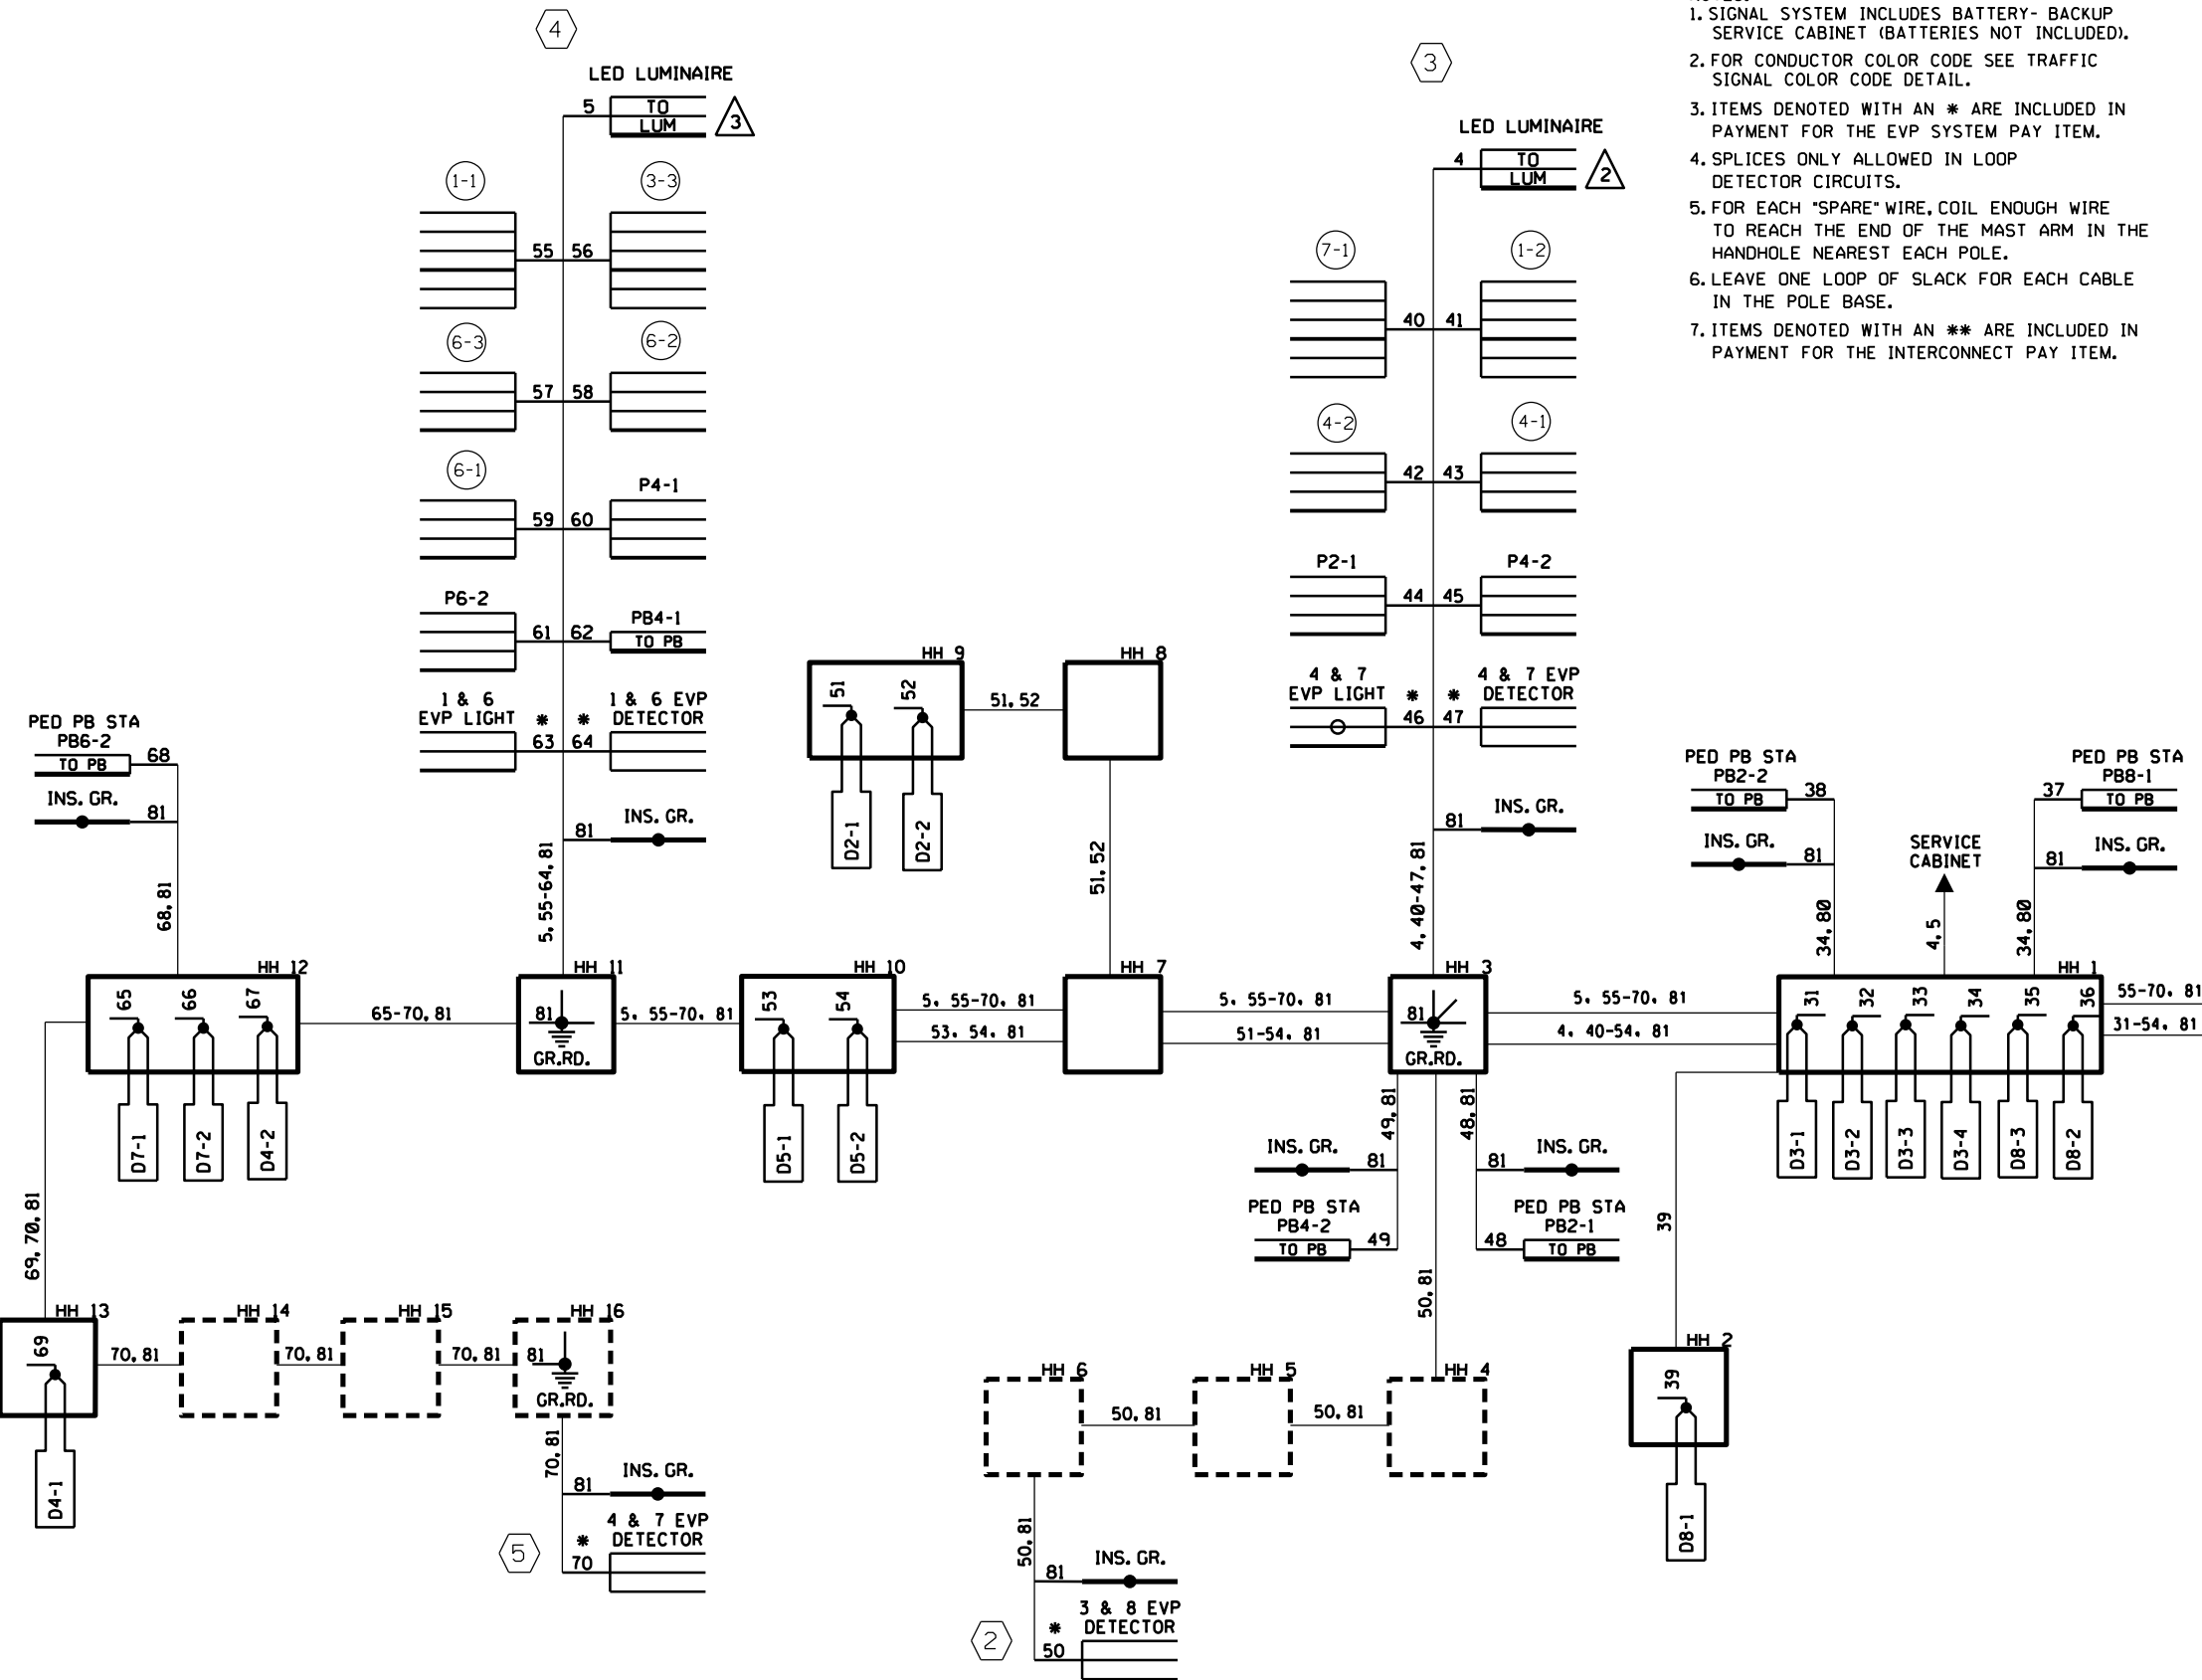 1. SIGNAL SYSTEM INCLUDES BATTERY- BACKUP
SERVICE CABINET (BATTERIES NOT INCLUDED).
2. FOR CONDUCTOR COLOR CODE SEE TRAFFIC
SIGNAL COLOR CODE DETAIL.
3. ITEMS DENOTED WITH AN * ARE INCLUDED IN
PAYMENT FOR THE EVP SYSTEM PAY ITEM.
4. SPLICES ONLY ALLOWED IN LOOP
DETECTOR CIRCUITS.
5. FOR EACH "SPARE" WIRE, COIL ENOUGH WIRE
TO REACH THE END OF THE MAST ARM IN THE
HANDHOLE NEAREST EACH POLE.
6. LEAVE ONE LOOP OF SLACK FOR EACH CABLE
IN THE POLE BASE.
7. ITEMS DENOTED WITH AN ** ARE INCLUDED IN
PAYMENT FOR THE INTERCONNECT PAY ITEM.
4
LED LUMINAIRE
5 TO
LUM
3
1-1 3-3
55 56
6-3 6-2
57 58
6-1 P4-1
59 60
P6-2 PB4-1
61 62 TO PB
1 & 6
EVP LIGHT *
63
1 & 6 EVP
* DETECTOR
64
INS. GR.
81
5, 55-64, 81
3
LED LUMINAIRE
4 TO
LUM
2
7-1 1-2
40 41
4-2 4-1
42 43
P2-1 P4-2
44 45
4 & 7
EVP LIGHT *
46
4 & 7 EVP
* DETECTOR
47
INS. GR.
81
4, 40-47, 81
PED PB STA
PB6-2
TO PB 68
INS. GR.
81
68, 81
HH 9
51 52
D2-1 D2-2
51, 52
HH 8
51, 52
PED PB STA
PB2-2
TO PB 38
INS. GR.
81
34, 80
SERVICE
CABINET
4, 5
PED PB STA
PB8-1
37 TO PB
INS. GR.
81
34, 80
HH 12
65 66 67
D7-1 D7-2 D4-2
65-70, 81
HH 11
81
GR.RD.
5, 55-70, 81
HH 10
53 54
D5-1 D5-2
5, 55-70, 81
53, 54, 81
HH 7
5, 55-70, 81
51-54, 81
HH 3
81
GR.RD.
5, 55-70, 81
4, 40-54, 81
HH 1
31 32 33 34 35 36
D3-1 D3-2 D3-3 D3-4 D8-3 D8-2
55-70, 81
31-54, 81
49, 81
INS. GR.
81
PED PB STA
PB4-2
TO PB 49
48, 81
INS. GR.
81
PED PB STA
PB2-1
48 TO PB
50, 81
39
HH 2
39
D8-1
69, 70, 81
HH 13
69
D4-1
70, 81
HH 14
70, 81
HH 15
70, 81
HH 16
81
GR.RD.
70, 81
INS. GR.
81
4 & 7 EVP
* DETECTOR
70
5
HH 6
50, 81
HH 5
50, 81
HH 4
50, 81
INS. GR.
81
3 & 8 EVP
* DETECTOR
50
2